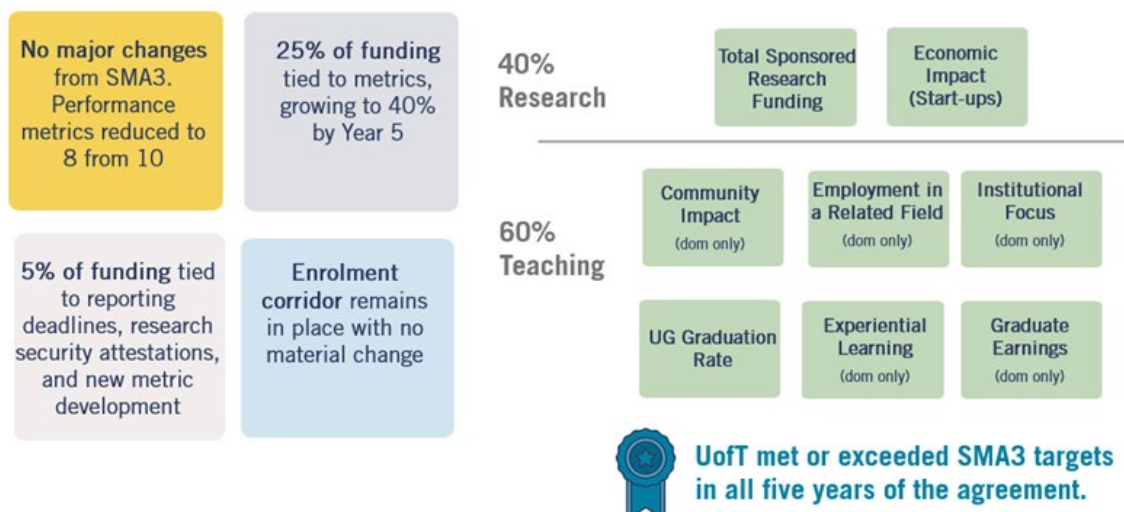 No major changes
from SMA3.
Performance
metrics reduced to
8 from 10
25% of funding
tied to metrics,
growing to 40%
by Year 5
5% of funding tied
to reporting
deadlines, research
security attestations,
and new metric
development
Enrolment
corridor remains
in place with no
material change
40%
Research
Total Sponsored
Research
Funding
Economic
Impact
(Start-ups)
60%
Teaching
Community
Impact
(dom only)
Employment in
a Related Field
(dom only)
Institutional
Focus
(dom only)
UG Graduation
Rate
Experiential
Learning
(dom only)
Graduate
Earnings
(dom only)
UofT met or exceeded SMA3 targets
in all five years of the agreement.